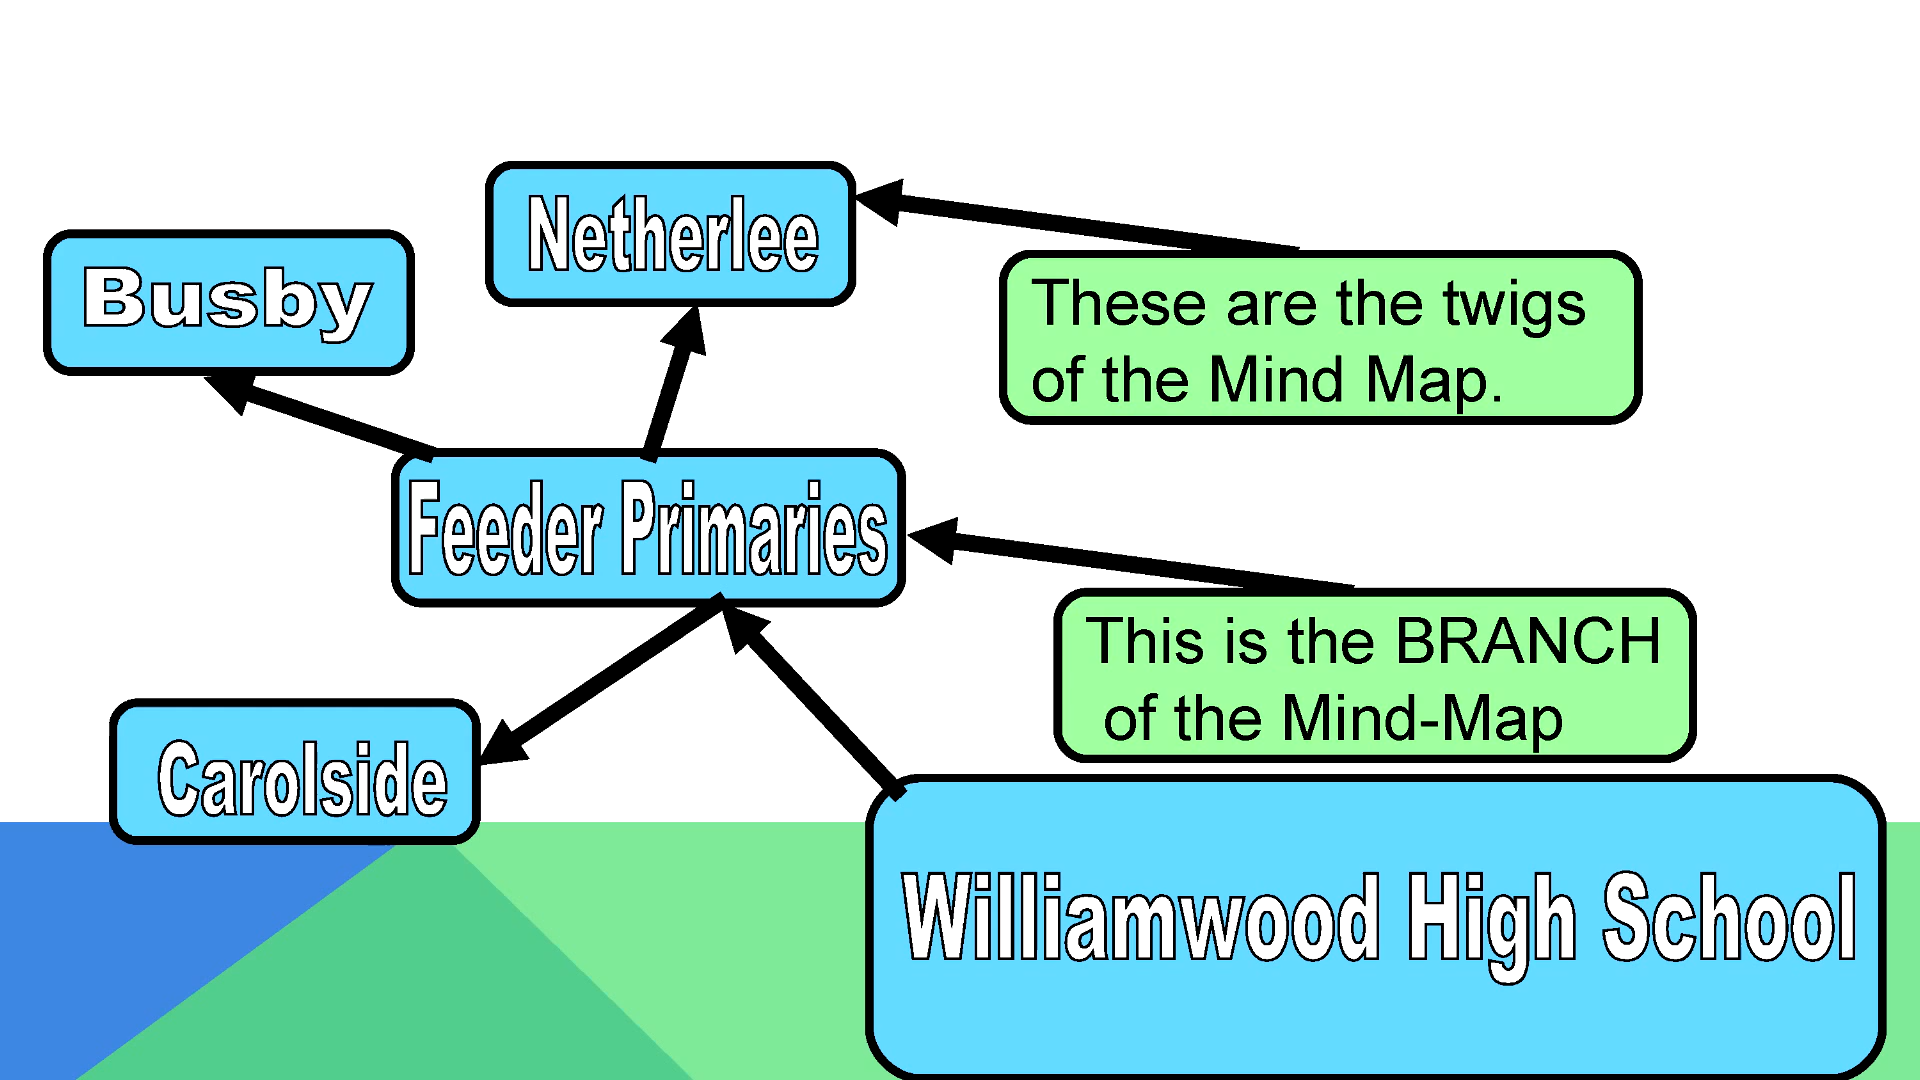 Netherlee
Busby
These are the twigs
of the Mind Map.
Feeder Primaries
This is the BRANCH
of the Mind-Map
Carolside
Williamwood High School